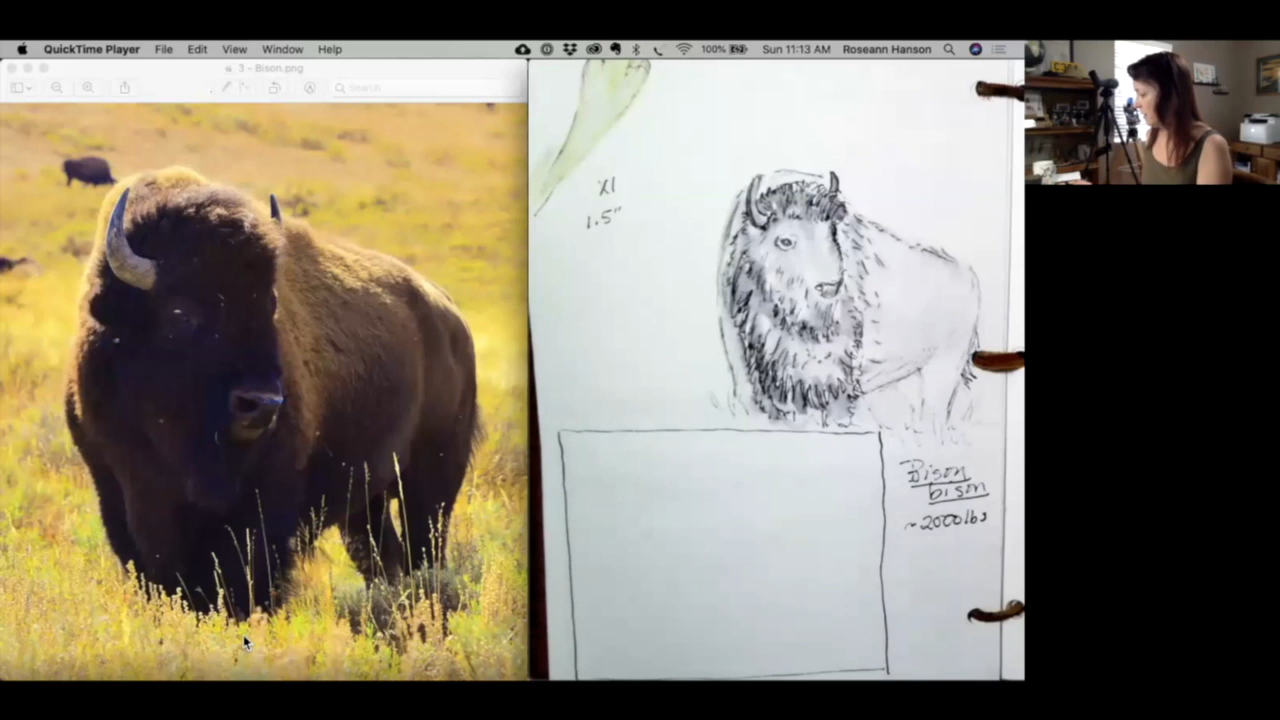 QuickTime Player File Edit View Window Help 100% Sun 11:13 AM Roseann Hanson
3 - Bison.png
Search
X1
1.5"
Bison
bison
~2000lbs